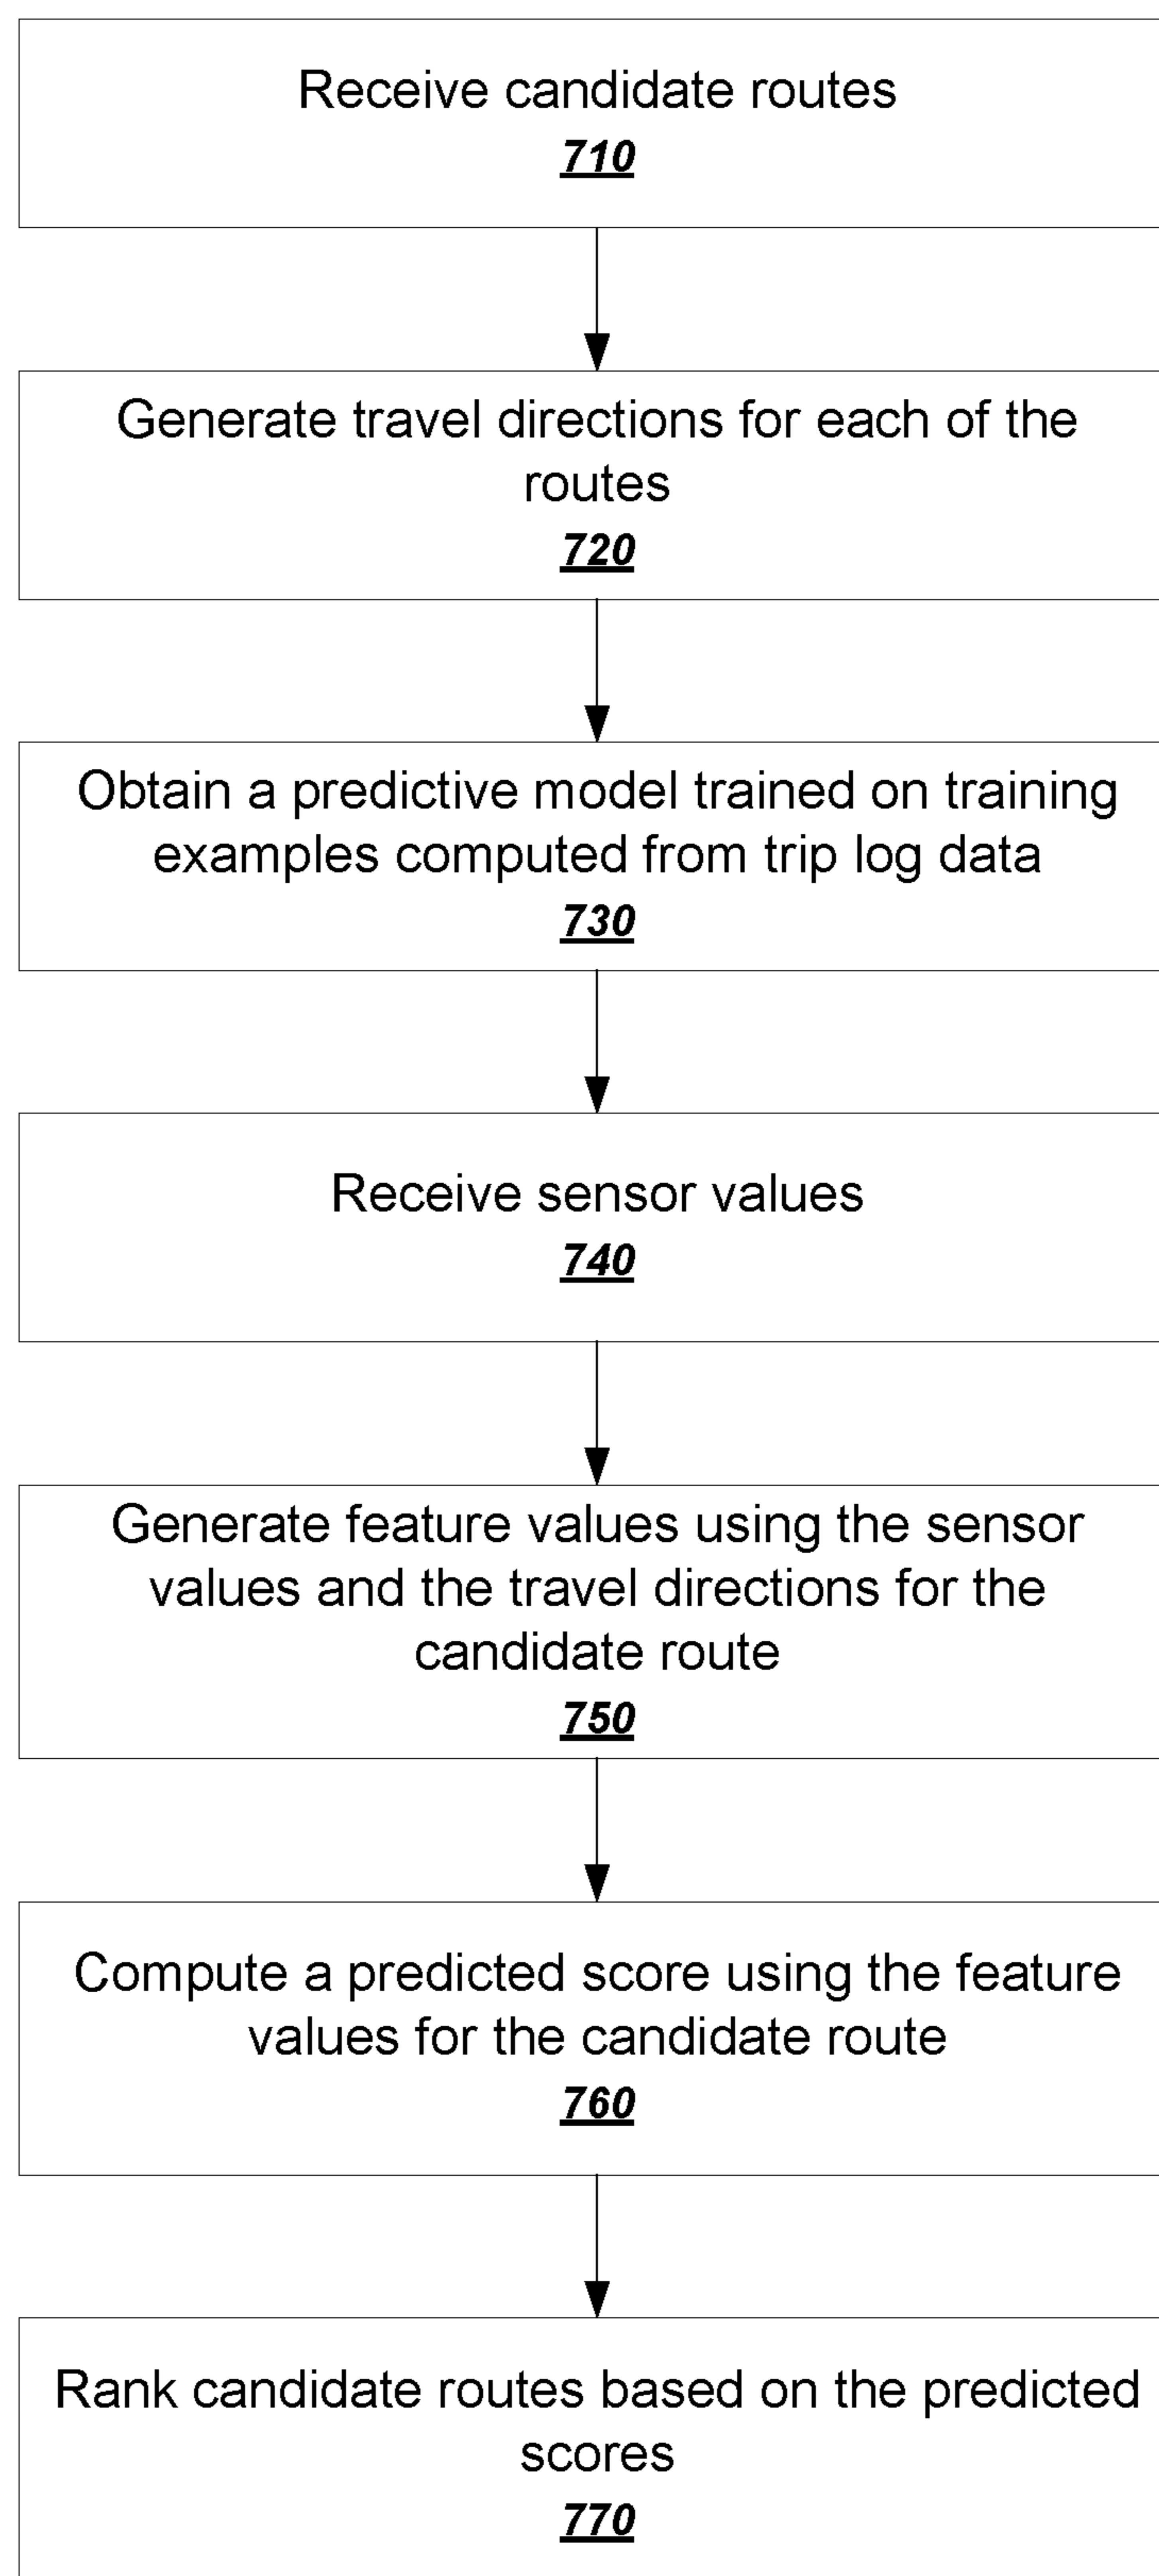 Receive candidate routes
710
Generate travel directions for each of the
routes
720
Obtain a predictive model trained on training
examples computed from trip log data
730
Receive sensor values
740
Generate feature values using the sensor
values and the travel directions for the
candidate route
750
Compute a predicted score using the feature
values for the candidate route
760
Rank candidate routes based on the predicted
scores
770